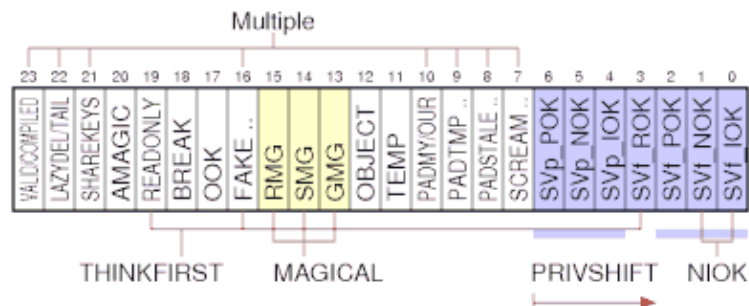 Multiple
23 22 21 20 19 18 17 16 15 14 13 12 11 10 9 8 7 6 5 4 3 2 1 0
VALID/COMPILED
LAZYDEL/TAIL
SHAREKEYS
AMAGIC
READONLY
BREAK
OOK
FAKE ..
RMG
SMG
GMG
OBJECT
TEMP
PADMY/OUR
PADTMP ..
PADSTALE ..
SCREAM ..
SVp_POK
SVp_NOK
SVp_IOK
SVf_ROK
SVf_POK
SVf_NOK
SVf_IOK
THINKFIRST MAGICAL PRIVSHIFT NIOK